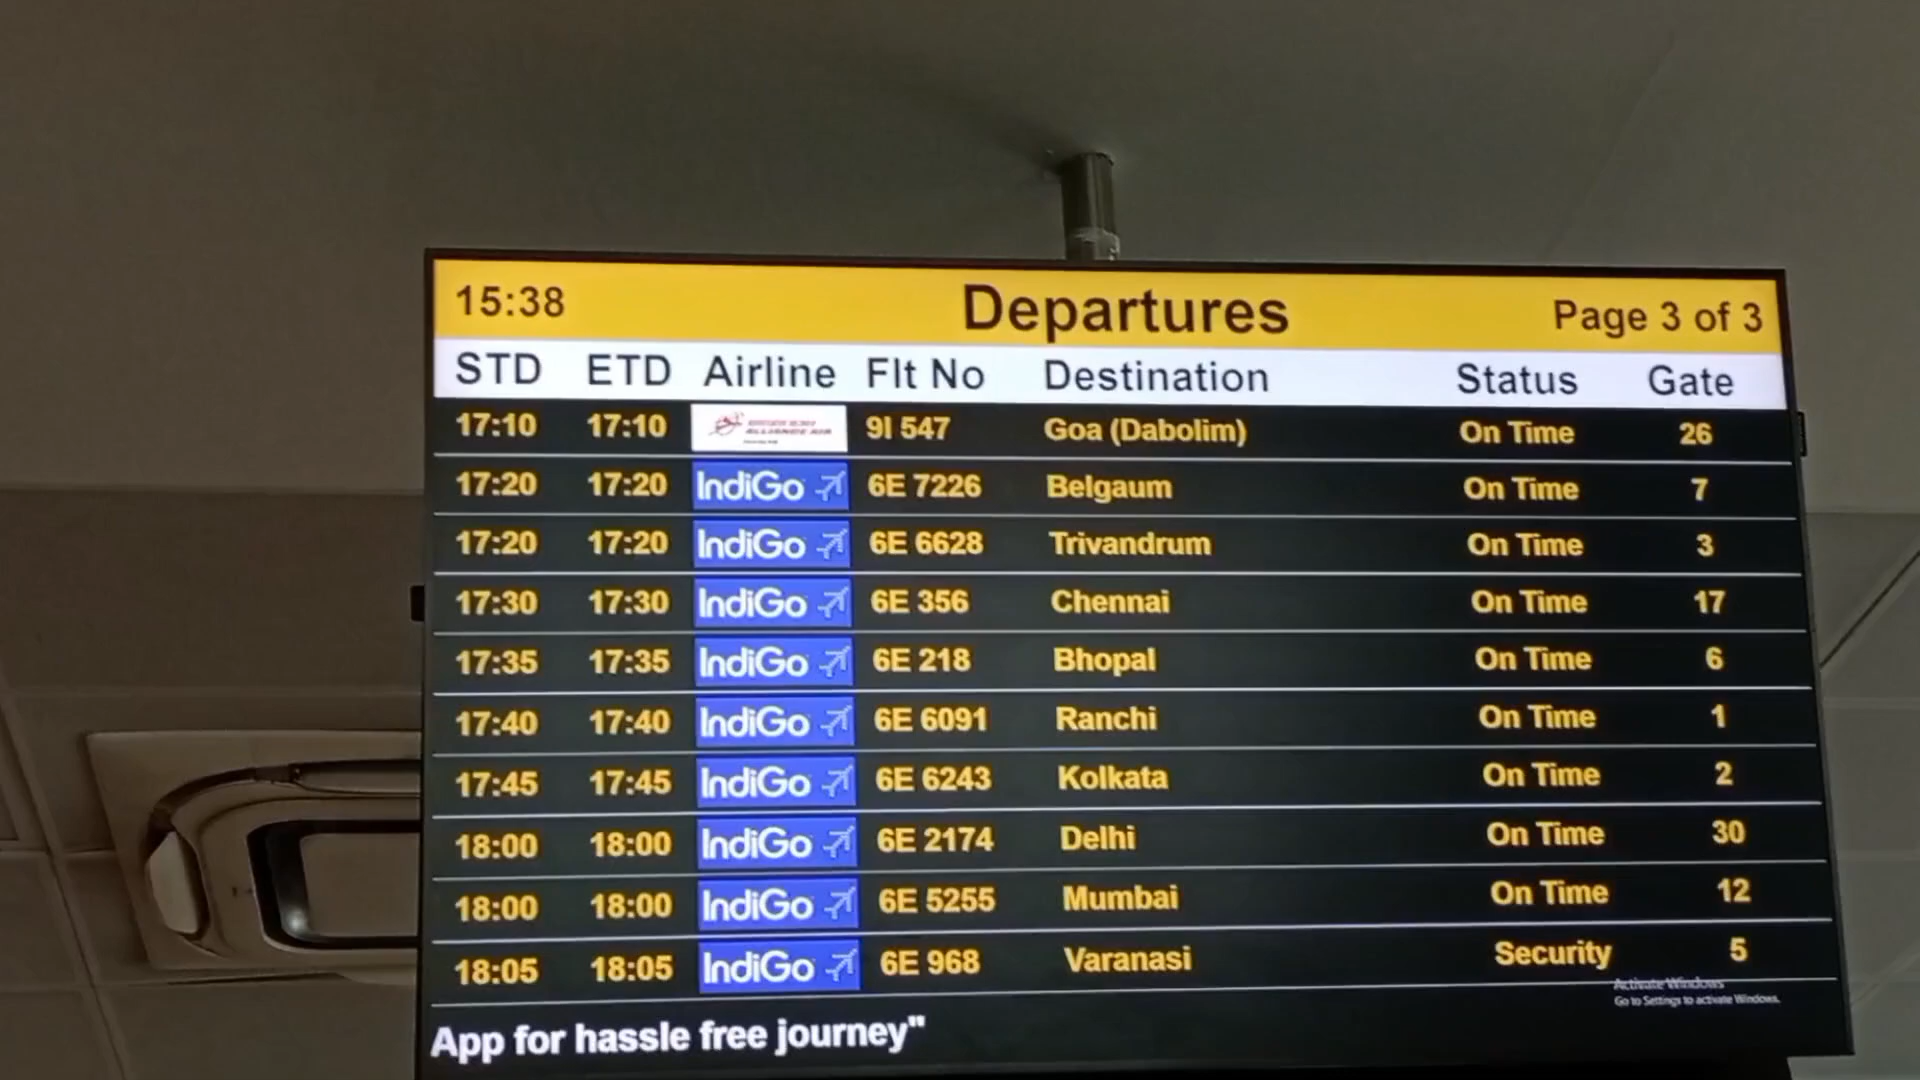 15:38 Departures Page 3 of 3
STD ETD Airline Flt No Destination Status Gate
17:10 17:10 ALLIANCE AIR 9I 547 Goa (Dabolim) On Time 26
17:20 17:20 IndiGo 6E 7226 Belgaum On Time 7
17:20 17:20 IndiGo 6E 6628 Trivandrum On Time 3
17:30 17:30 IndiGo 6E 356 Chennai On Time 17
17:35 17:35 IndiGo 6E 218 Bhopal On Time 6
17:40 17:40 IndiGo 6E 6091 Ranchi On Time 1
17:45 17:45 IndiGo 6E 6243 Kolkata On Time 2
18:00 18:00 IndiGo 6E 2174 Delhi On Time 30
18:00 18:00 IndiGo 6E 5255 Mumbai On Time 12
18:05 18:05 IndiGo 6E 968 Varanasi Security 5
Activate Windows
Go to Settings to activate Windows.
App for hassle free journey"